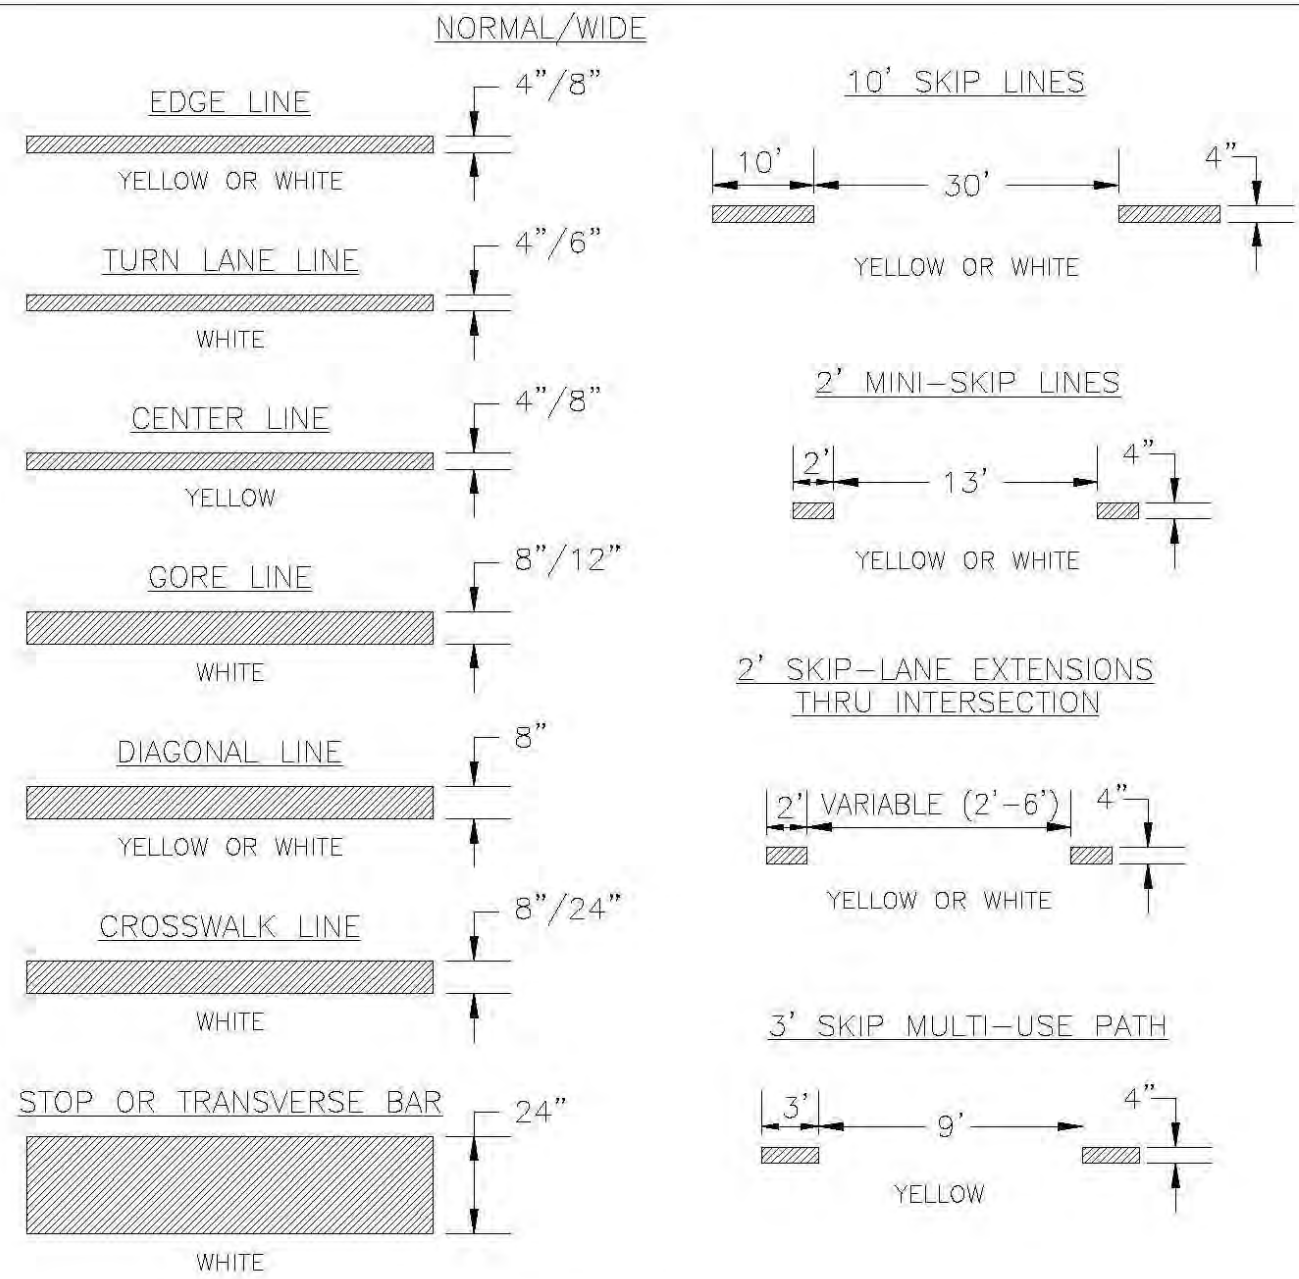 NORMAL/WIDE
EDGE LINE
4"/8"
YELLOW OR WHITE
TURN LANE LINE
4"/6"
WHITE
CENTER LINE
4"/8"
YELLOW
GORE LINE
8"/12"
WHITE
DIAGONAL LINE
8"
YELLOW OR WHITE
CROSSWALK LINE
8"/24"
WHITE
STOP OR TRANSVERSE BAR
24"
WHITE
10' SKIP LINES
10'
30'
4"
YELLOW OR WHITE
2' MINI-SKIP LINES
2'
13'
4"
YELLOW OR WHITE
2' SKIP-LANE EXTENSIONS
THRU INTERSECTION
2'
VARIABLE (2'-6')
4"
YELLOW OR WHITE
3' SKIP MULTI-USE PATH
3'
9'
4"
YELLOW